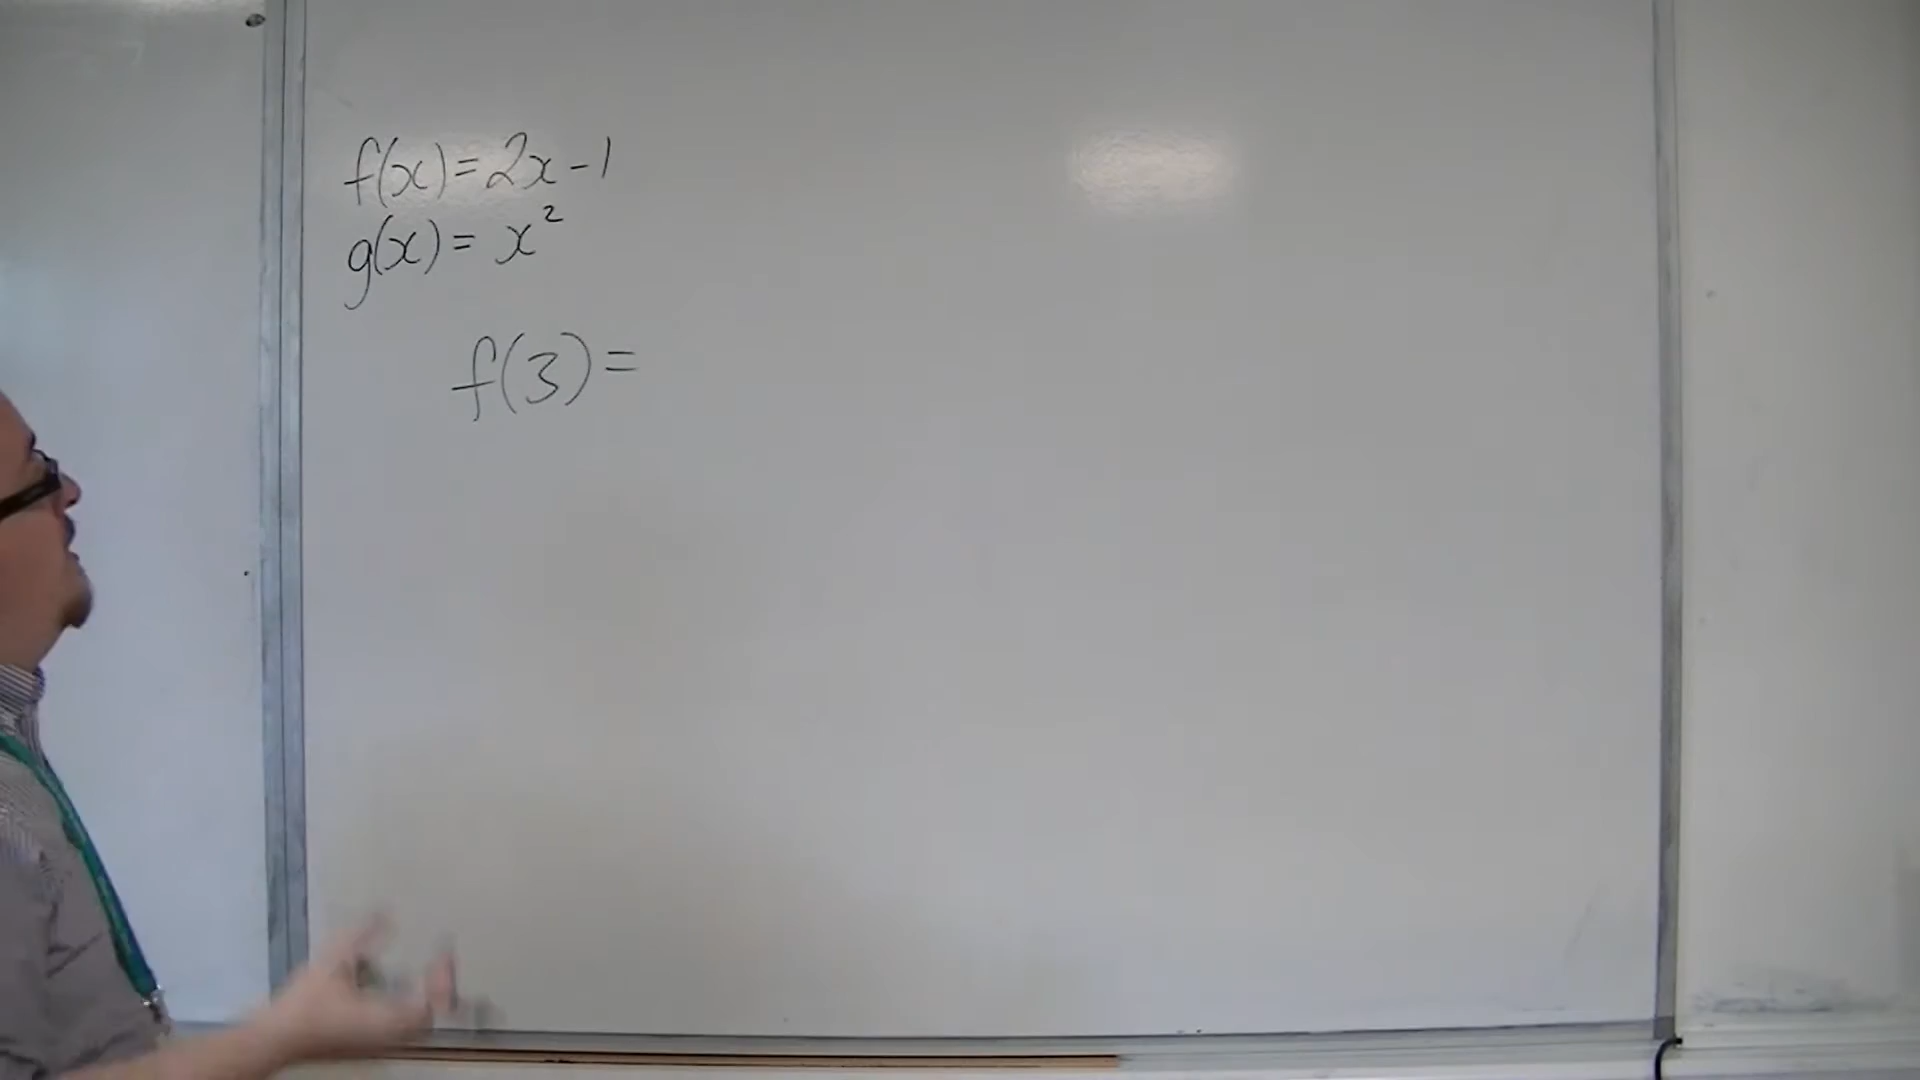 f(x)=2x-1
g(x)= x²
f(3)=